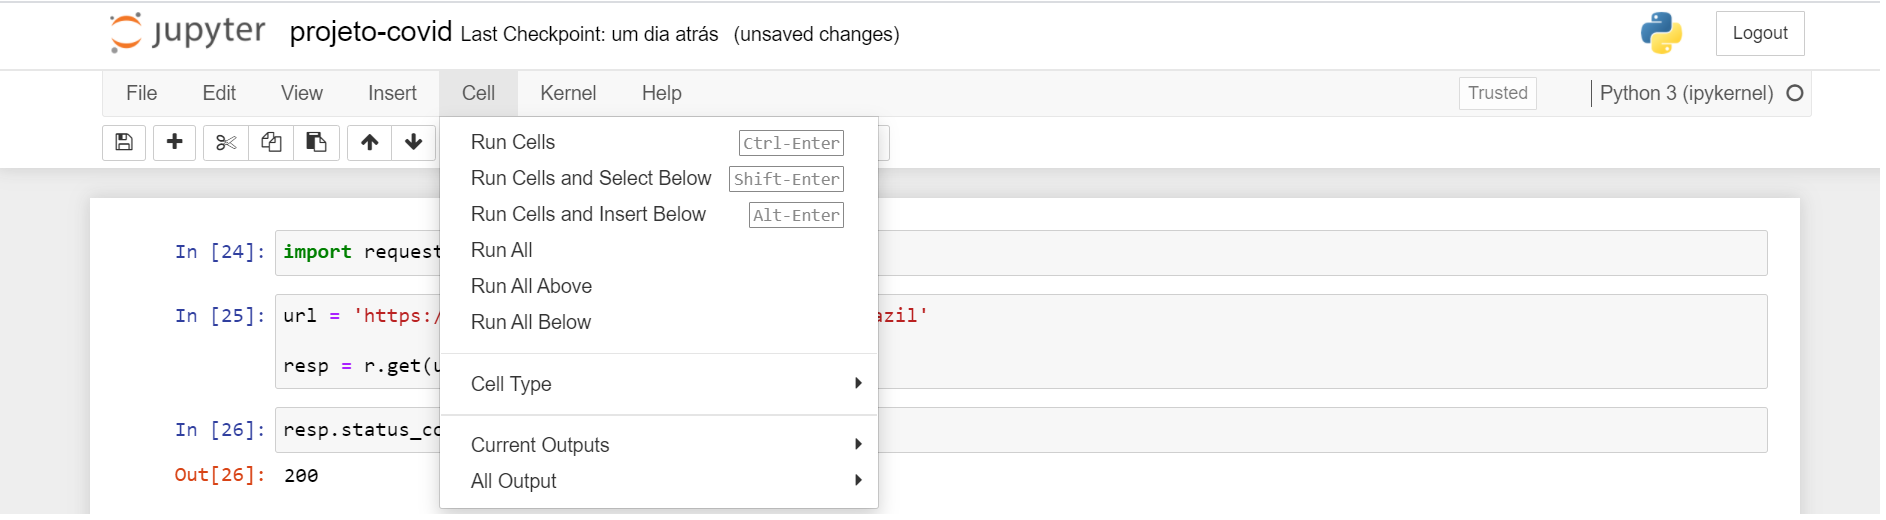 jupyter projeto-covid Last Checkpoint: um dia atrás (unsaved changes) Logout
File Edit View Insert Cell Kernel Help Trusted Python 3 (ipykernel)
Run Cells Ctrl-Enter
Run Cells and Select Below Shift-Enter
Run Cells and Insert Below Alt-Enter
Run All
Run All Above
Run All Below
Cell Type
Current Outputs
All Output
In [24]: import request
In [25]: url = 'https:/ azil'
resp = r.get(u
In [26]: resp.status_co
Out[26]: 200